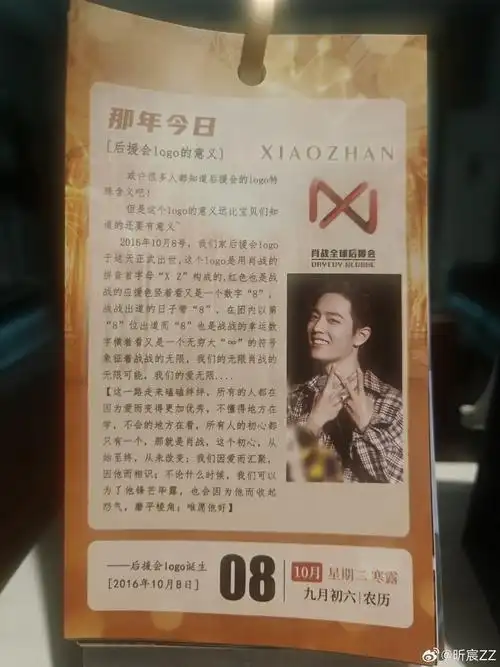 那年今日
[后援会logo的意义]
XIAOZHAN
或许很多人都知道后援会的logo特
殊含义吧!
但是这个logo的意义远比宝贝们知
道的还要有意义~
2016年10月8号,我们家后援会logo
于这天正式出世,这个logo是用肖战的
拼音首字母“X Z”构成的,红色也是战
战的应援色竖着看又是一个数字“8”,
战战出道的日子带“8”,在团内以第
“8”位出道而“8”也是战战的幸运数字
横着看又是一个无穷大“∞”的符号
来征着战战的无限,我们的无限肖战的
无限可能,我们的爱无限....
【这一路走来磕磕绊绊,所有的人都在
因为爱而变得更加优秀,不懂得地方在
学,不会的地方在看,所有人的初心都
只有一个,那就是肖战,这个初心,从
始至终,从未改变;我们因爱而汇聚,
因他而相识;不论什么时候,我们可以
为了他锋芒毕露,也会因为他而收起
怒气,磨平棱角;唯愿他好】
肖战全球后援会
DAYTOY GLOBAL
——后援会logo诞生
[2016年10月8日]
08
10月 星期二 寒露
九月初六|农历
@昕宸ZZ